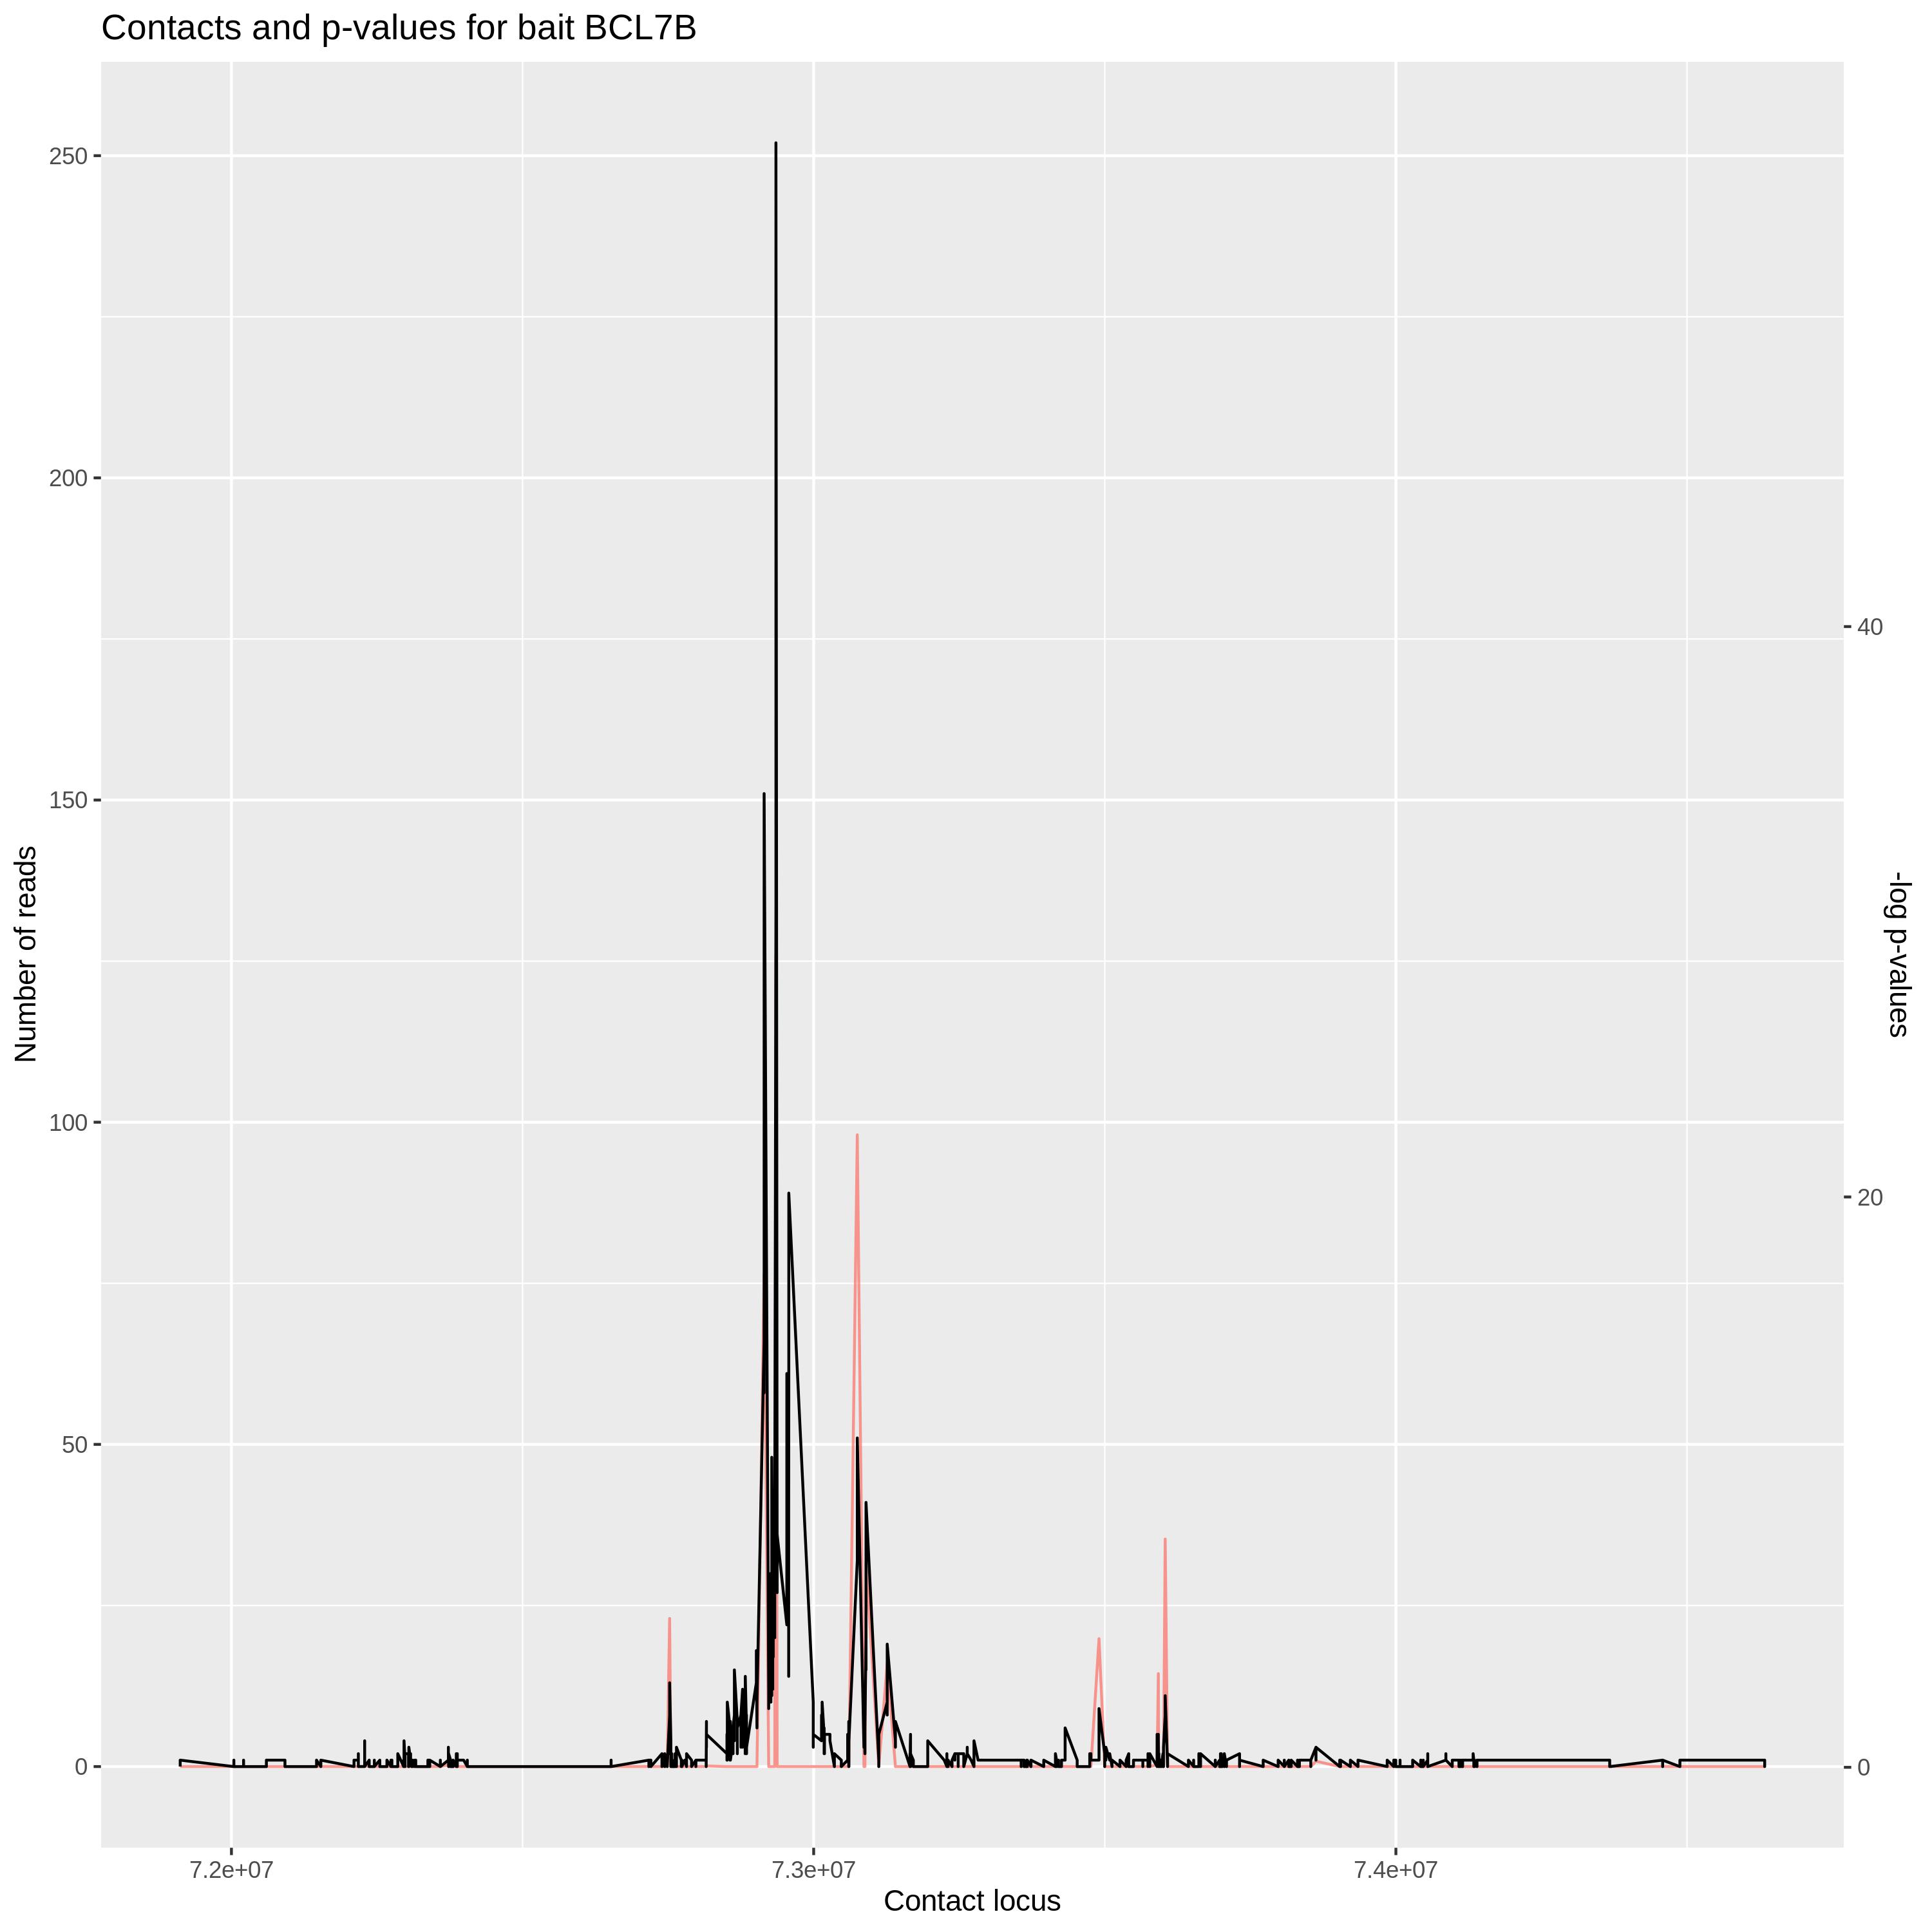 Contacts and p-values for bait BCL7B
250
200
150
100
50
0
Number of reads
40
20
0
-log p-values
7.2e+07
7.3e+07
7.4e+07
Contact locus